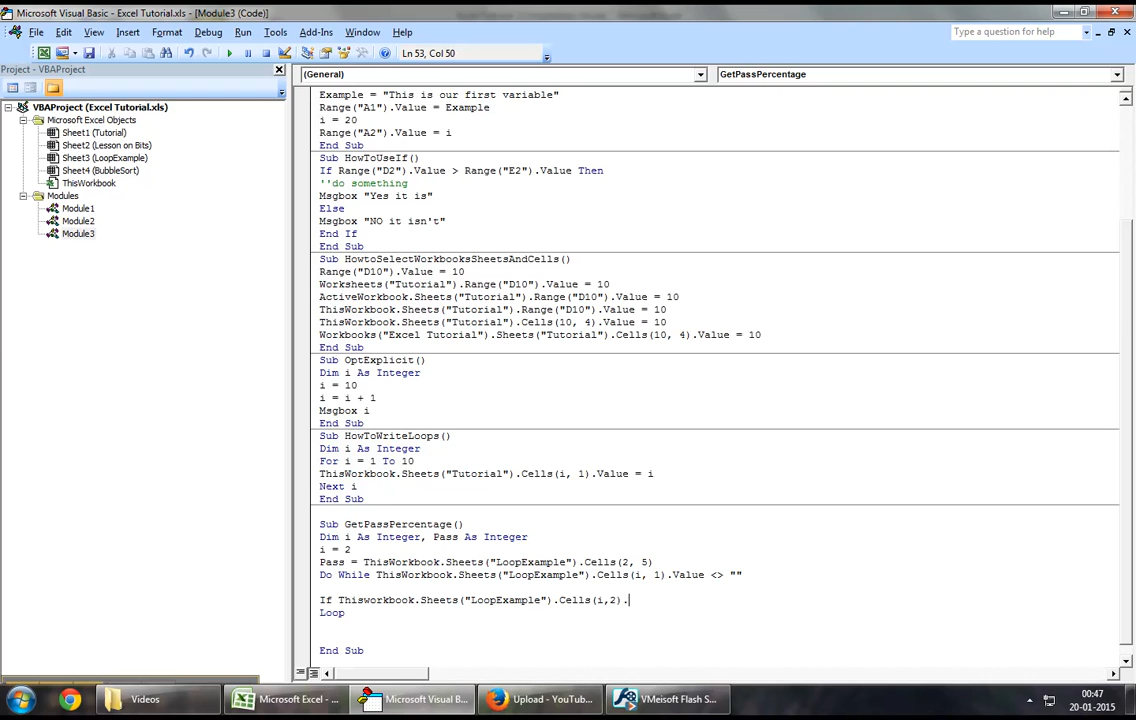 Microsoft Visual Basic - Excel Tutorial.xls - [Module3 (Code)]
File Edit View Insert Format Debug Run Tools Add-Ins Window Help
Type a question for help
Ln 53, Col 50
Project - VBAProject
(General)
GetPassPercentage
VBAProject (Excel Tutorial.xls)
Microsoft Excel Objects
Sheet1 (Tutorial)
Sheet2 (Lesson on Bits)
Sheet3 (LoopExample)
Sheet4 (BubbleSort)
ThisWorkbook
Modules
Module1
Module2
Module3
Example = "This is our first variable"
Range("A1").Value = Example
i = 20
Range("A2").Value = i
End Sub
Sub HowToUseIf()
If Range("D2").Value > Range("E2").Value Then
''do something
Msgbox "Yes it is"
Else
Msgbox "NO it isn't"
End If
End Sub
Sub HowtoSelectWorkbooksSheetsAndCells()
Range("D10").Value = 10
Worksheets("Tutorial").Range("D10").Value = 10
ActiveWorkbook.Sheets("Tutorial").Range("D10").Value = 10
ThisWorkbook.Sheets("Tutorial").Range("D10").Value = 10
ThisWorkbook.Sheets("Tutorial").Cells(10, 4).Value = 10
Workbooks("Excel Tutorial").Sheets("Tutorial").Cells(10, 4).Value = 10
End Sub
Sub OptExplicit()
Dim i As Integer
i = 10
i = i + 1
Msgbox i
End Sub
Sub HowToWriteLoops()
Dim i As Integer
For i = 1 To 10
ThisWorkbook.Sheets("Tutorial").Cells(i, 1).Value = i
Next i
End Sub
Sub GetPassPercentage()
Dim i As Integer, Pass As Integer
i = 2
Pass = ThisWorkbook.Sheets("LoopExample").Cells(2, 5)
Do While ThisWorkbook.Sheets("LoopExample").Cells(i, 1).Value <> ""
If Thisworkbook.Sheets("LoopExample").Cells(i,2).
Loop
End Sub
Videos
Microsoft Excel - ...
Microsoft Visual B...
Upload - YouTub...
VMeisoft Flash S...
00:47
20-01-2015